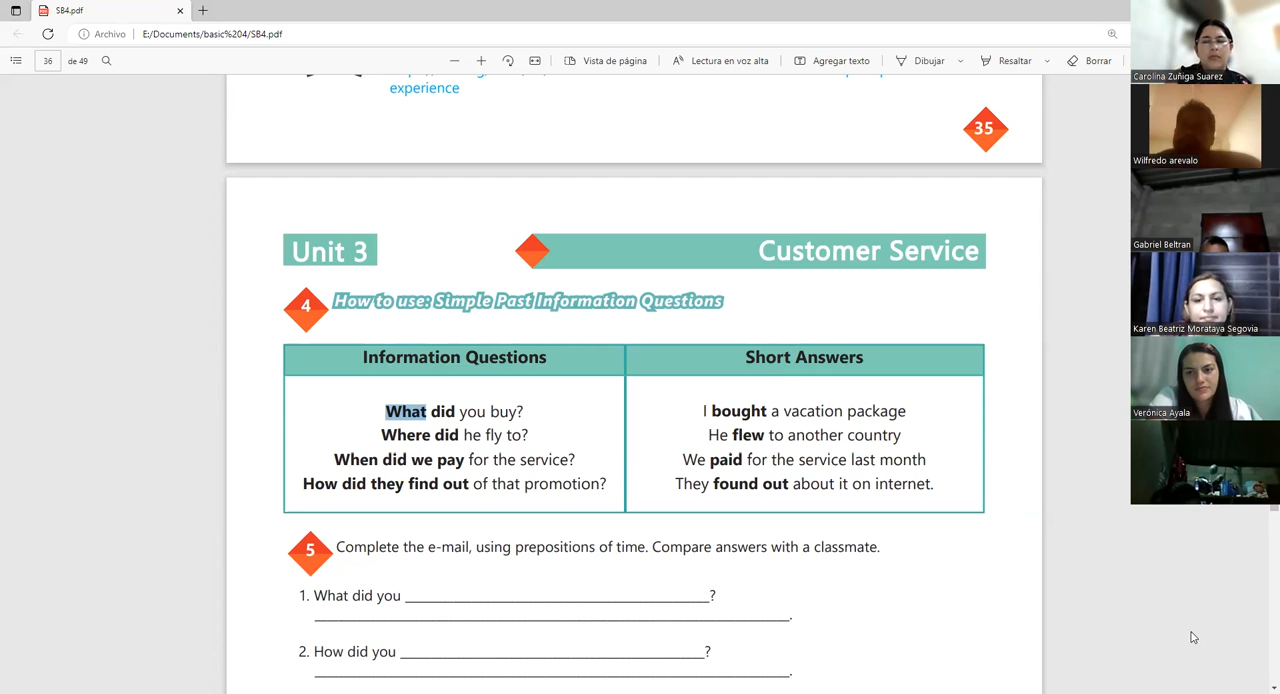 SB4.pdf
Archivo E:/Documents/basic%204/SB4.pdf
36 de 49 Vista de página Lectura en voz alta Agregar texto Dibujar Resaltar Borrar
experience
35
Unit 3 Customer Service
4 How to use: Simple Past Information Questions
Information Questions Short Answers
What did you buy? I bought a vacation package
Where did he fly to? He flew to another country
When did we pay for the service? We paid for the service last month
How did they find out of that promotion? They found out about it on internet.
5 Complete the e-mail, using prepositions of time. Compare answers with a classmate.
1. What did you ______________________________________?
____________________________________________________________.
2. How did you ______________________________________?
____________________________________________________________.
Carolina Zuñiga Suarez
Wilfredo arevalo
Gabriel Beltran
Karen Beatriz Morataya Segovia
Verónica Ayala